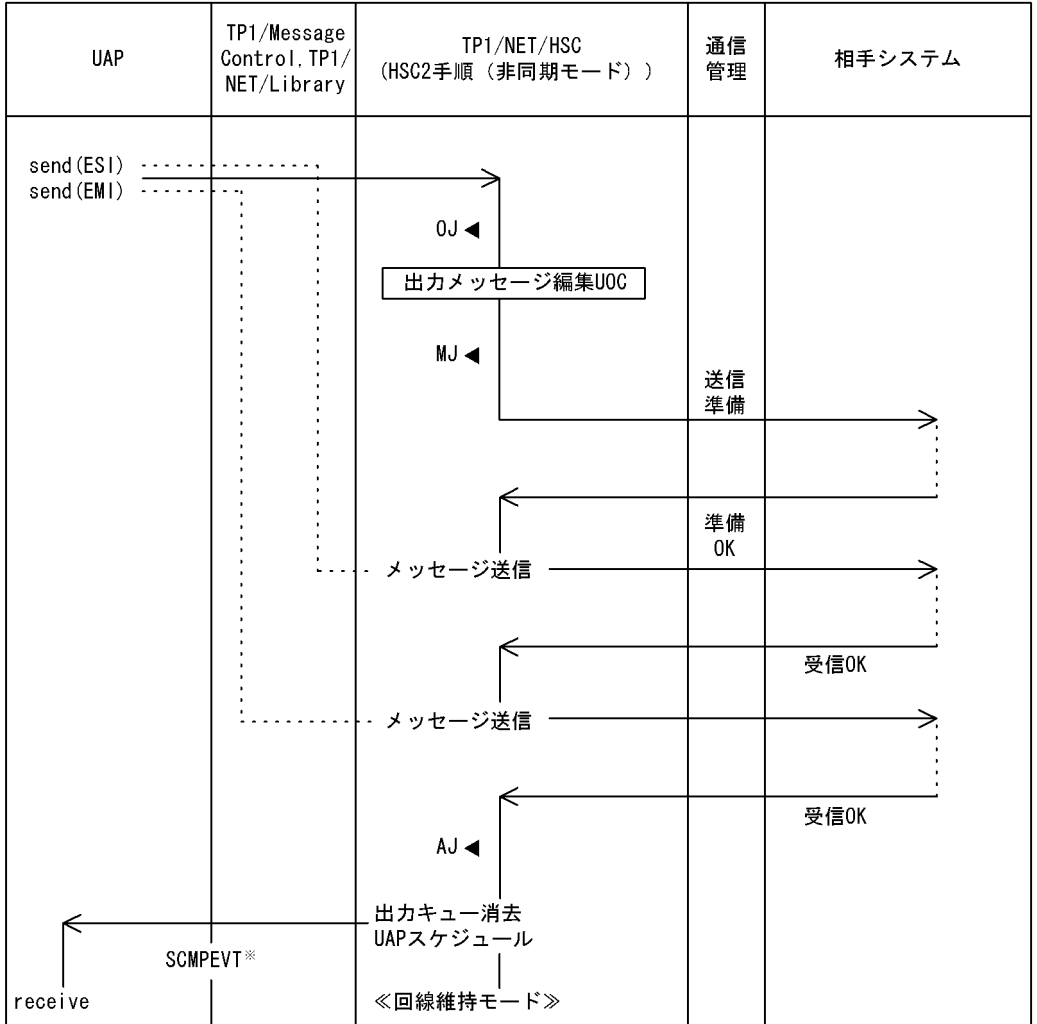 UAP
TP1/Message
Control,TP1/
NET/Library
TP1/NET/HSC
(HSC2手順（非同期モード）)
通信
管理
相手システム
send(ESI)
send(EMI)
OJ
出力メッセージ編集UOC
MJ
送信
準備
準備
OK
メッセージ送信
受信OK
メッセージ送信
受信OK
AJ
出力キュー消去
UAPスケジュール
SCMPEVT※
receive
≪回線維持モード≫